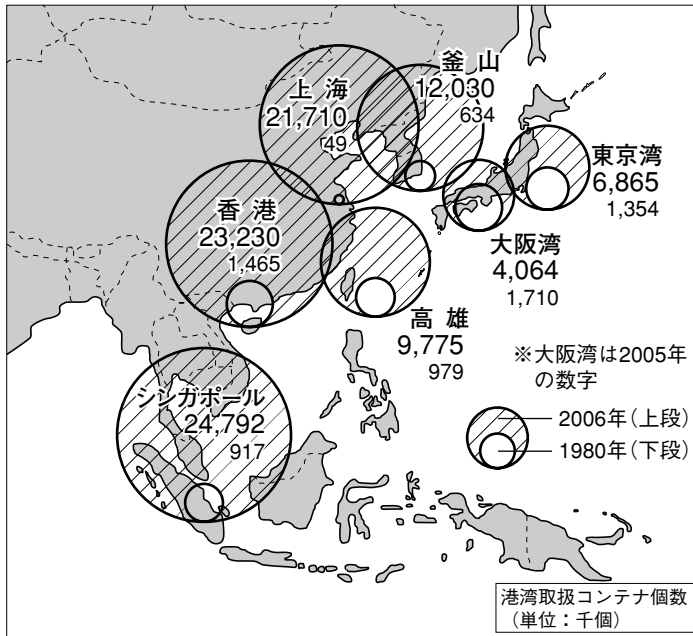 釜山
12,030
634
上海
21,710
49
東京湾
6,865
1,354
香港
23,230
1,465
大阪湾
4,064
1,710
高雄
9,775
979
※大阪湾は2005年
の数字
シンガポール
24,792
917
2006年(上段)
1980年(下段)
港湾取扱コンテナ個数
(単位:千個)